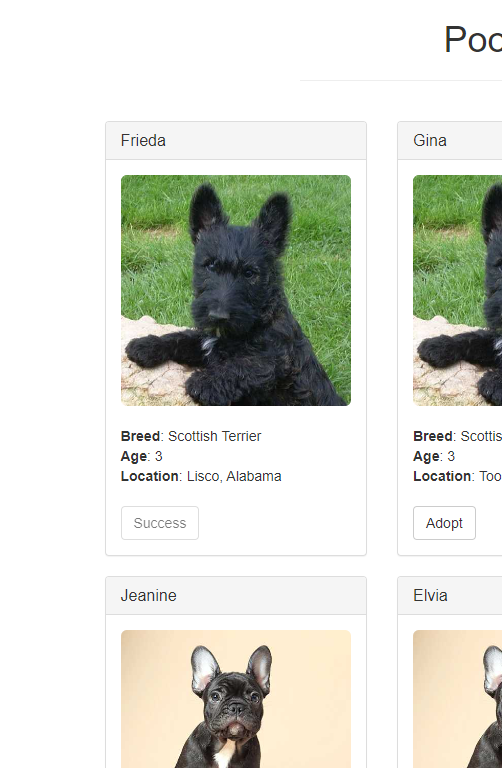 Poo
Frieda
Gina
Breed: Scottish Terrier
Age: 3
Location: Lisco, Alabama
Success
Breed: Scottis
Age: 3
Location: Too
Adopt
Jeanine
Elvia